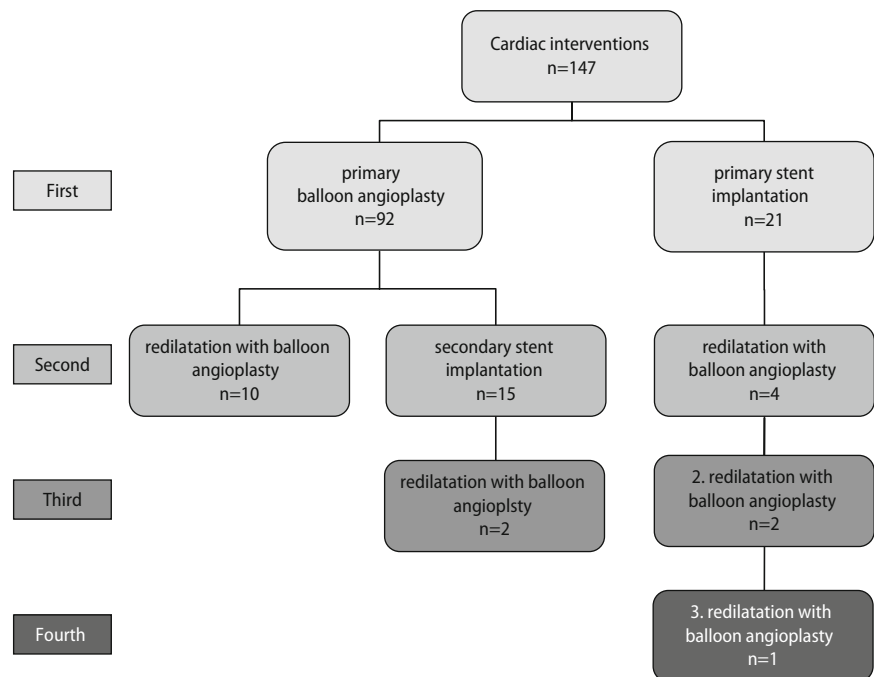 Cardiac interventions
n=147
First
primary
balloon angioplasty
n=92
primary stent
implantation
n=21
Second
redilatation with balloon
angioplasty
n=10
secondary stent
implantation
n=15
redilatation with
balloon angioplasty
n=4
Third
redilatation with balloon
angioplsty
n=2
2. redilatation with
balloon angioplasty
n=2
Fourth
3. redilatation with
balloon angioplasty
n=1